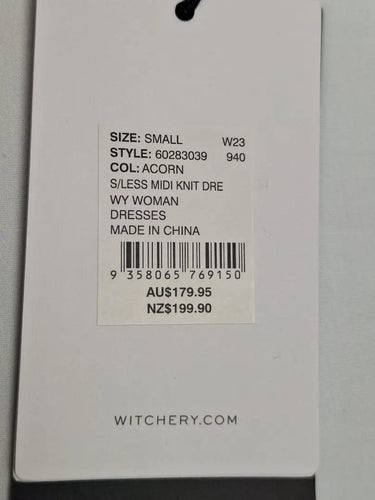 SIZE: SMALL W23
STYLE: 60283039 940
COL: ACORN
S/LESS MIDI KNIT DRE
WY WOMAN
DRESSES
MADE IN CHINA
9 358065 769150
AU$179.95
NZ$199.90
WITCHERY.COM